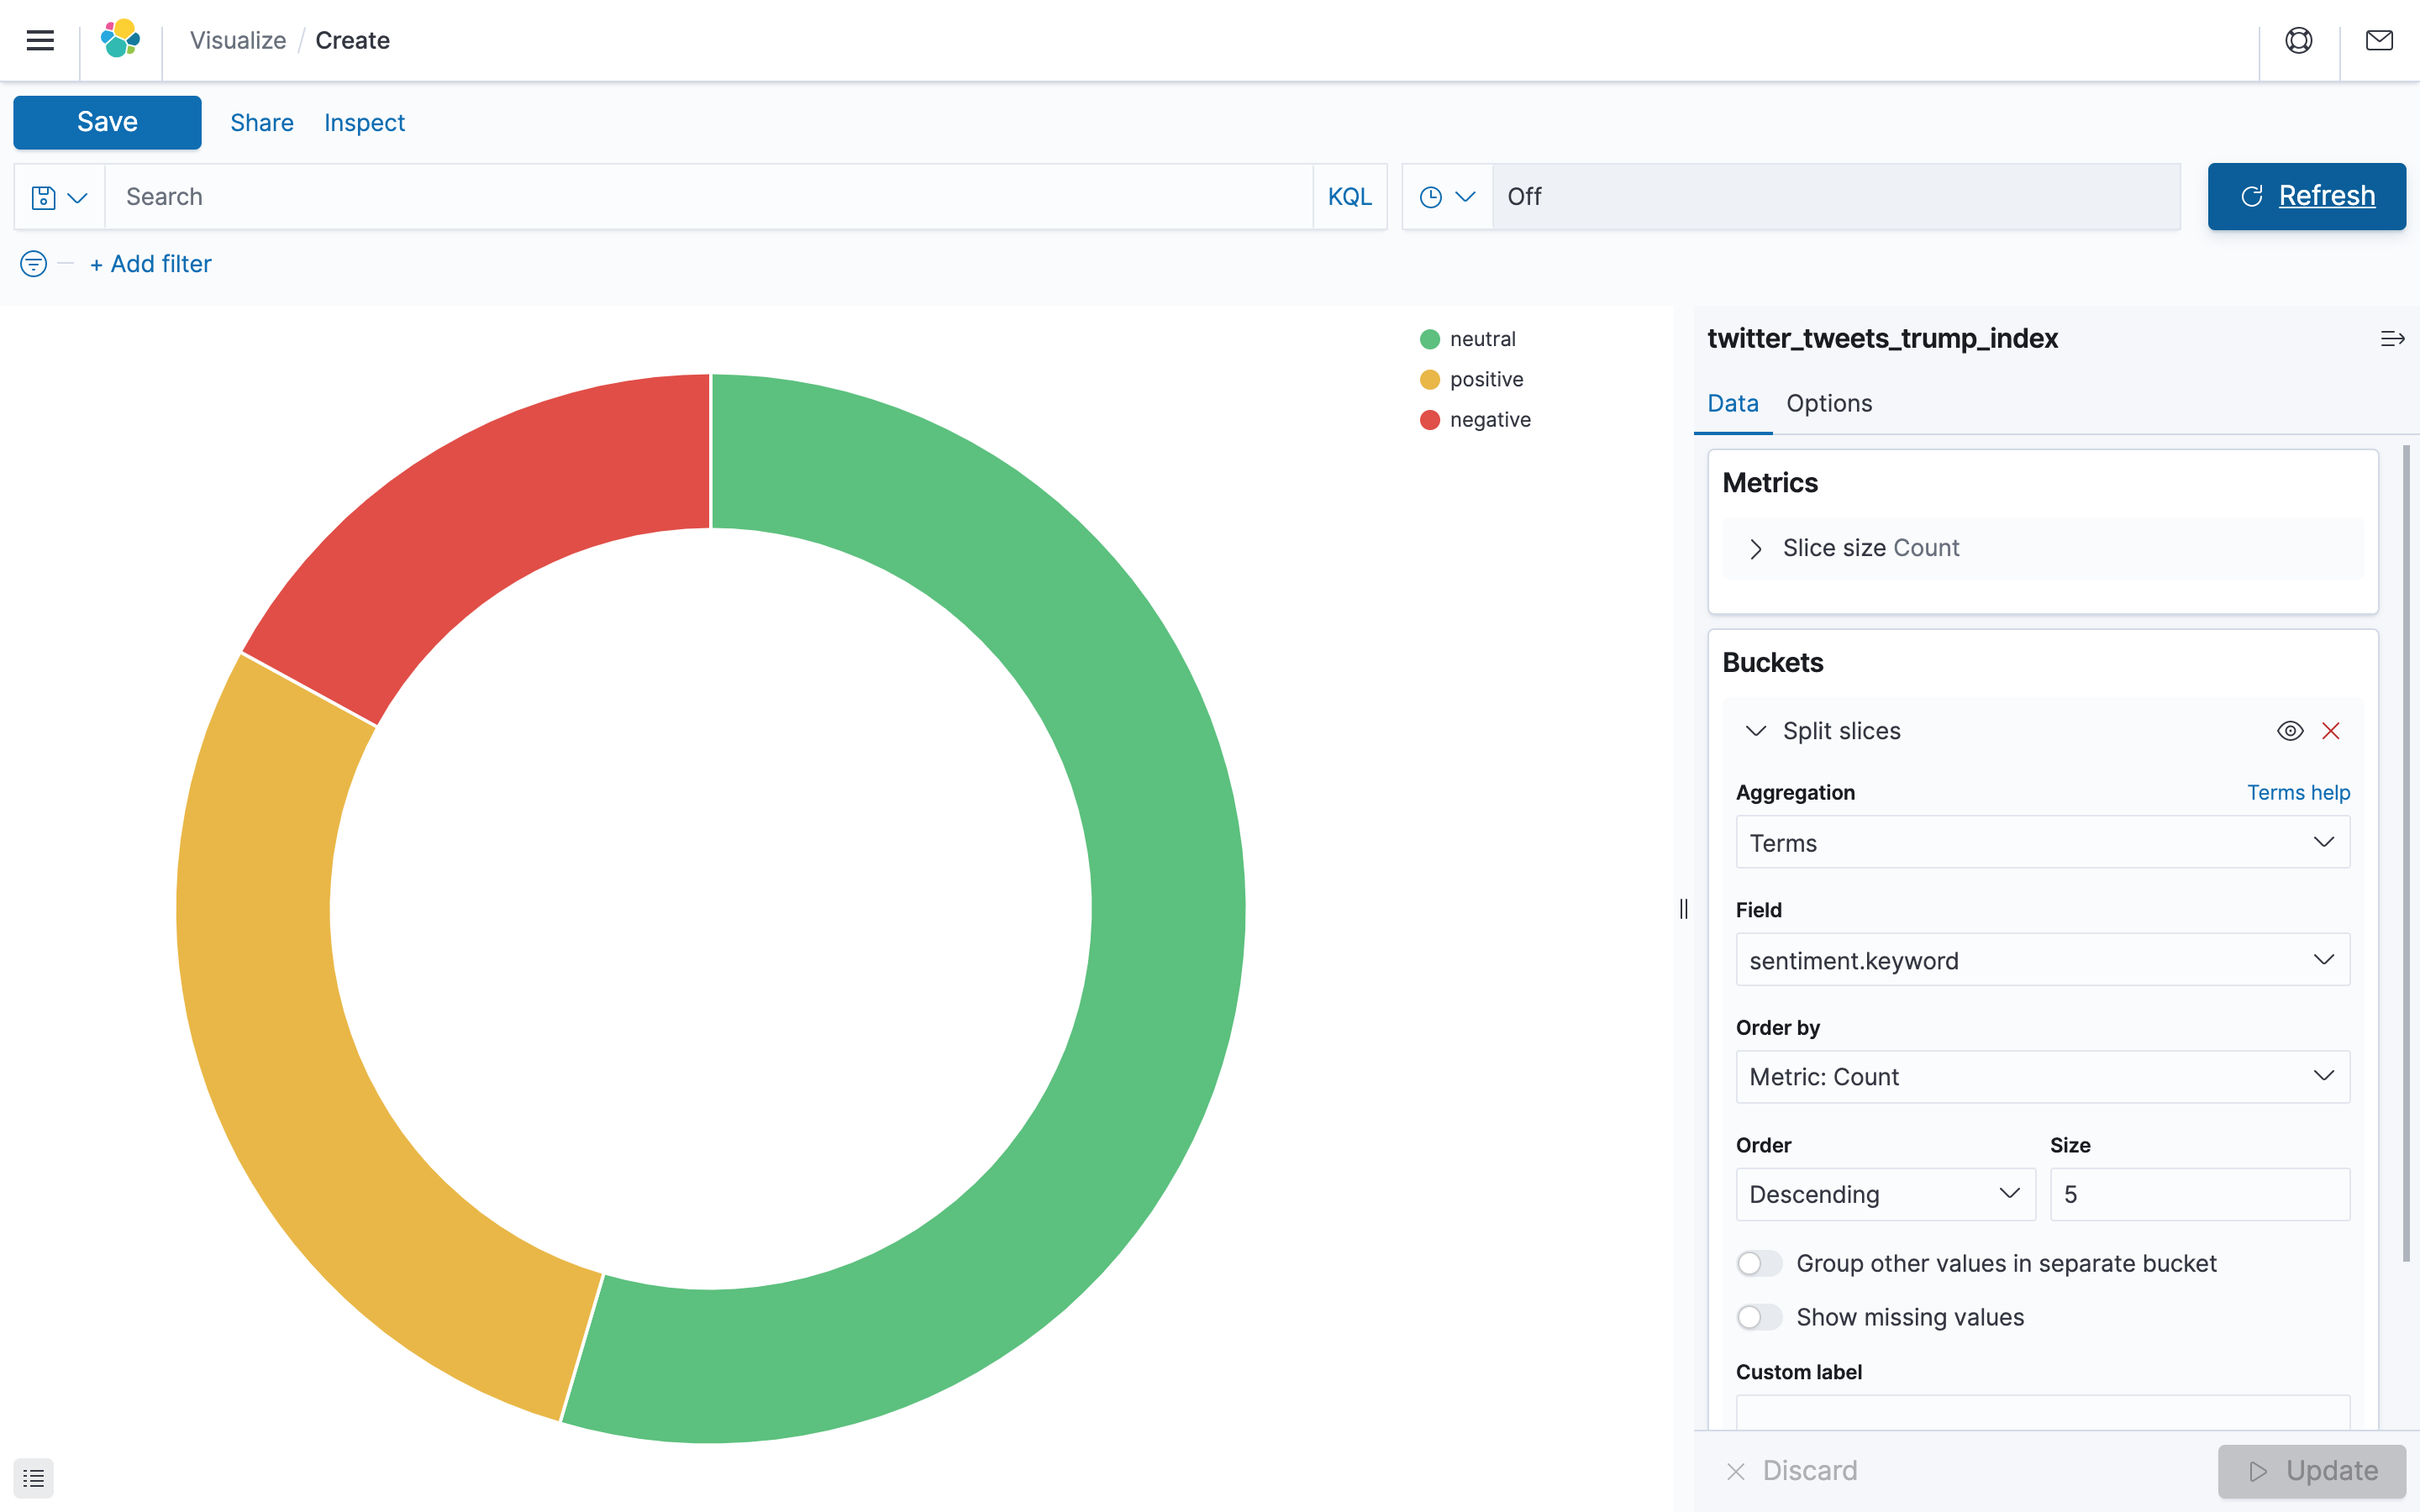 Visualize / Create
Save Share Inspect
Search KQL Off Refresh
+ Add filter
neutral
positive
negative
twitter_tweets_trump_index
Data Options
Metrics
Slice size Count
Buckets
Split slices
Aggregation Terms help
Terms
Field
sentiment.keyword
Order by
Metric: Count
Order Size
Descending 5
Group other values in separate bucket
Show missing values
Custom label
Discard Update